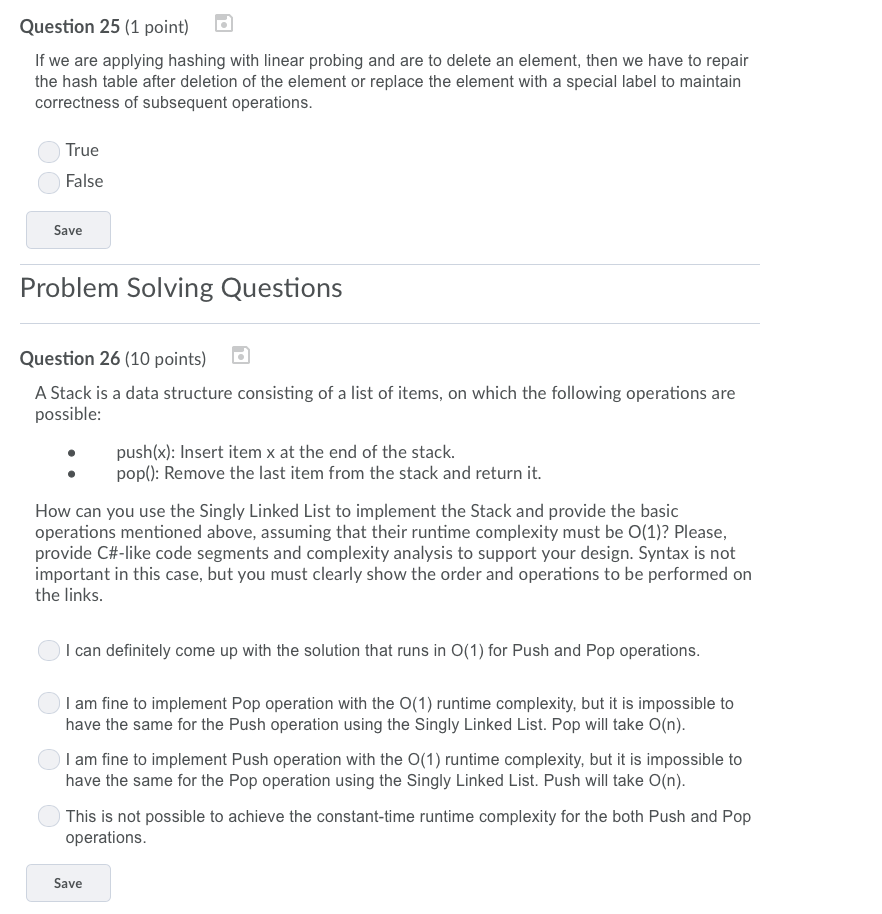 Question 25 (1 point)
If we are applying hashing with linear probing and are to delete an element, then we have to repair
the hash table after deletion of the element or replace the element with a special label to maintain
correctness of subsequent operations.
True
False
Save
Problem Solving Questions
Question 26 (10 points)
A Stack is a data structure consisting of a list of items, on which the following operations are
possible:
• push(x): Insert item x at the end of the stack.
• pop(): Remove the last item from the stack and return it.
How can you use the Singly Linked List to implement the Stack and provide the basic
operations mentioned above, assuming that their runtime complexity must be O(1)? Please,
provide C#-like code segments and complexity analysis to support your design. Syntax is not
important in this case, but you must clearly show the order and operations to be performed on
the links.
I can definitely come up with the solution that runs in O(1) for Push and Pop operations.
I am fine to implement Pop operation with the O(1) runtime complexity, but it is impossible to
have the same for the Push operation using the Singly Linked List. Pop will take O(n).
I am fine to implement Push operation with the O(1) runtime complexity, but it is impossible to
have the same for the Pop operation using the Singly Linked List. Push will take O(n).
This is not possible to achieve the constant-time runtime complexity for the both Push and Pop
operations.
Save